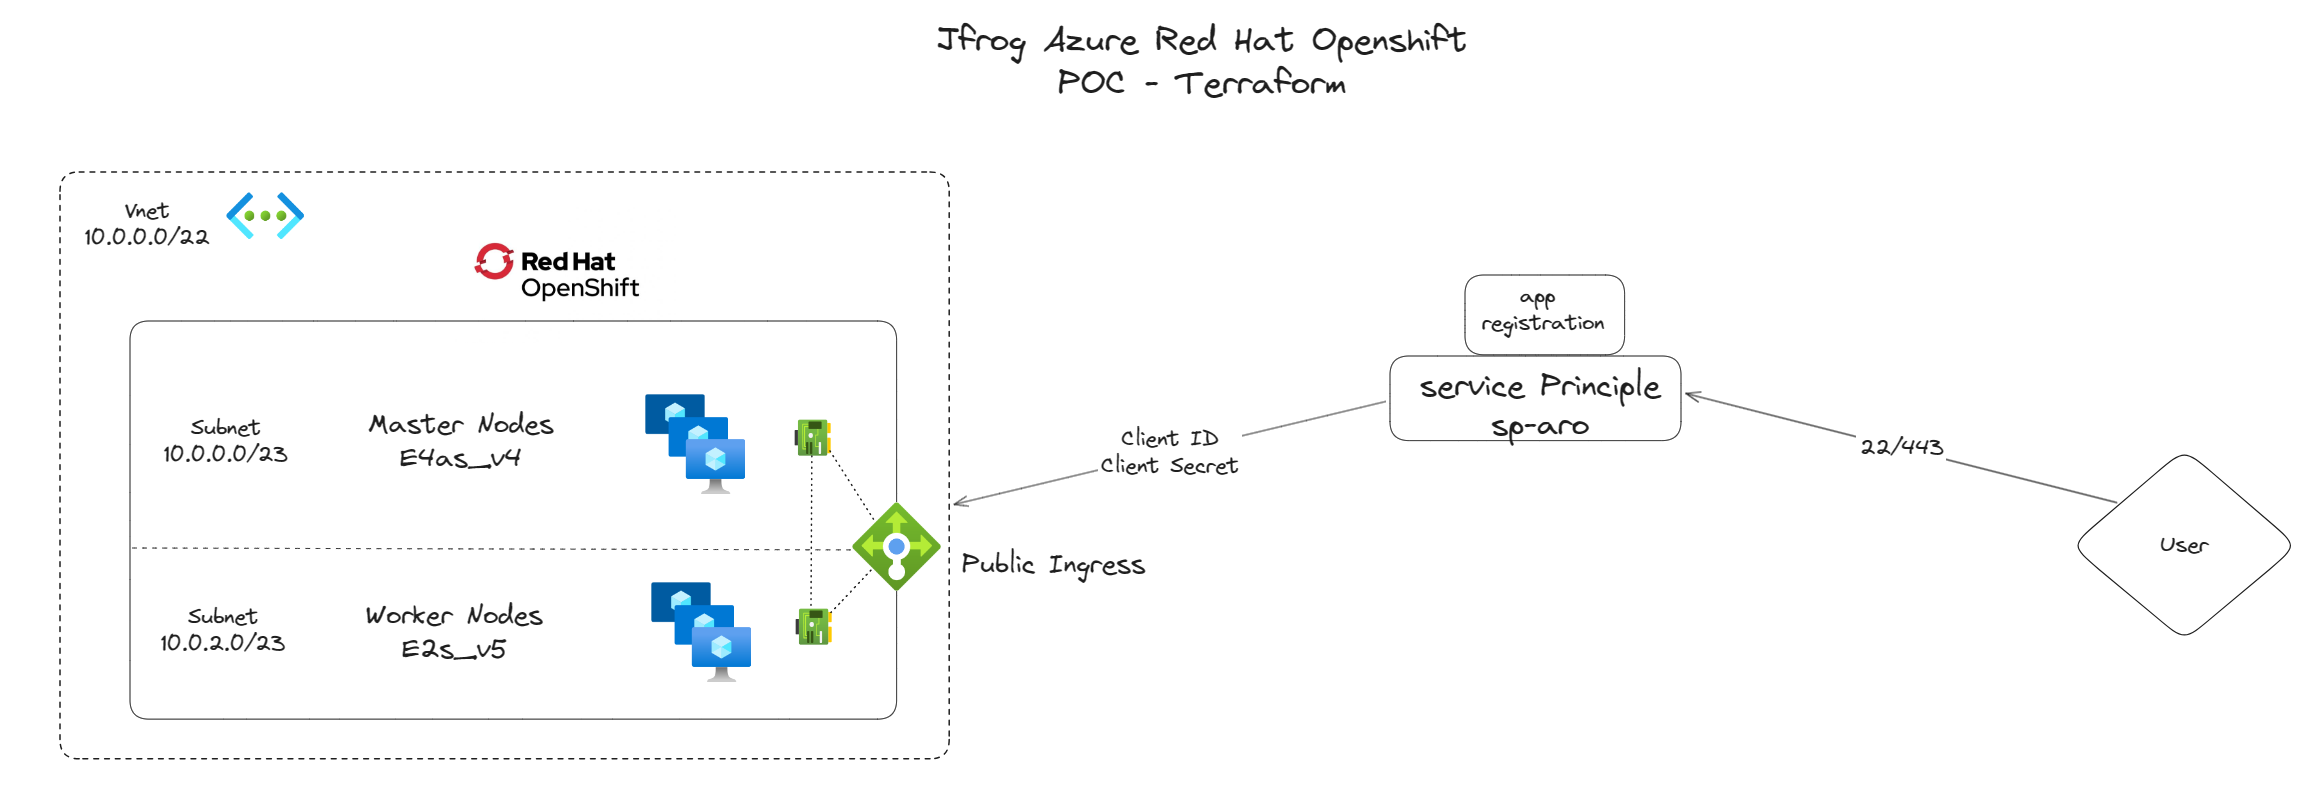 Jfrog Azure Red Hat Openshift
POC - Terraform
Vnet
10.0.0.0/22
Red Hat
OpenShift
Subnet
10.0.0.0/23
Master Nodes
E4as_v4
Subnet
10.0.2.0/23
Worker Nodes
E2s_v5
Public Ingress
Client ID
Client Secret
app
registration
service Principle
sp-aro
22/443
User